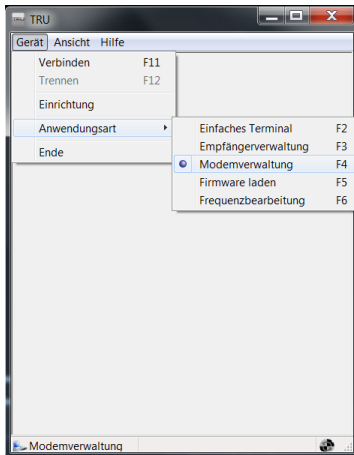 TRU
Gerät Ansicht Hilfe
Verbinden F11
Trennen F12
Einrichtung
Anwendungsart
Ende
Einfaches Terminal F2
Empfängerverwaltung F3
Modemverwaltung F4
Firmware laden F5
Frequenzbearbeitung F6
Modemverwaltung